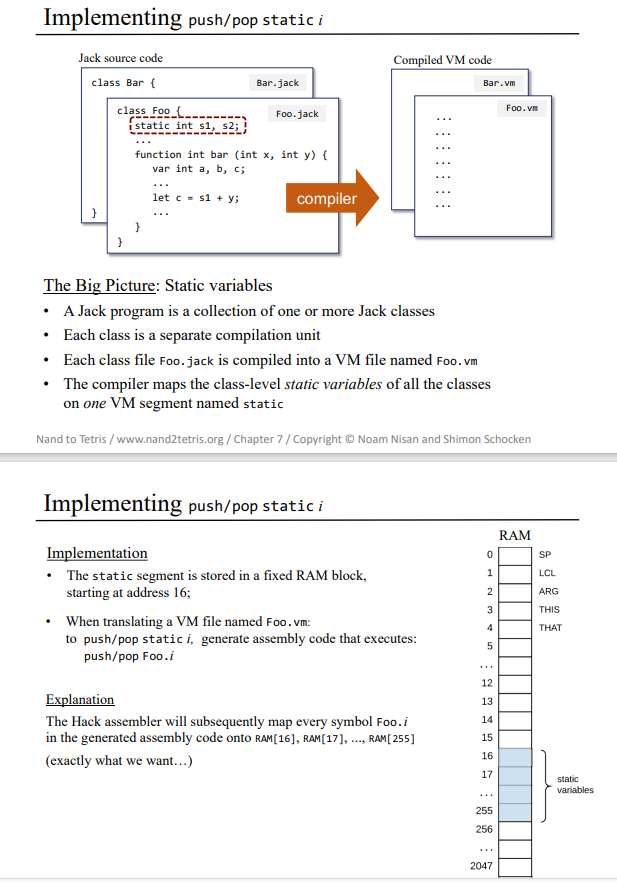 Implementing push/pop static i
Jack source code
Compiled VM code
class Bar {
Bar.jack
class Foo {
Foo.jack
static int s1, s2;
...
function int bar (int x, int y) {
var int a, b, c;
...
let c = s1 + y;
...
}
}
}
compiler
Bar.vm
Foo.vm
...
...
...
...
...
...
...
The Big Picture: Static variables
• A Jack program is a collection of one or more Jack classes
• Each class is a separate compilation unit
• Each class file Foo.jack is compiled into a VM file named Foo.vm
• The compiler maps the class-level static variables of all the classes
on one VM segment named static
Nand to Tetris / www.nand2tetris.org / Chapter 7 / Copyright © Noam Nisan and Shimon Schocken
Implementing push/pop static i
Implementation
• The static segment is stored in a fixed RAM block,
starting at address 16;
• When translating a VM file named Foo.vm:
to push/pop static i, generate assembly code that executes:
push/pop Foo.i
Explanation
The Hack assembler will subsequently map every symbol Foo.i
in the generated assembly code onto RAM[16], RAM[17], ..., RAM[255]
(exactly what we want…)
RAM
0 SP
1 LCL
2 ARG
3 THIS
4 THAT
5
...
12
13
14
15
16
17
...
255
256
...
2047
static
variables